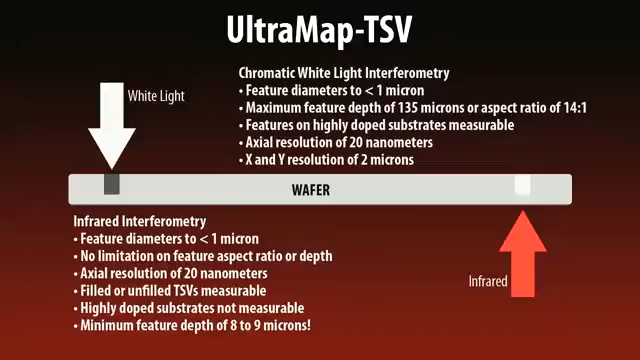 UltraMap-TSV
White Light
Chromatic White Light Interferometry
• Feature diameters to < 1 micron
• Maximum feature depth of 135 microns or aspect ratio of 14:1
• Features on highly doped substrates measurable
• Axial resolution of 20 nanometers
• X and Y resolution of 2 microns
WAFER
Infrared Interferometry
• Feature diameters to < 1 micron
• No limitation on feature aspect ratio or depth
• Axial resolution of 20 nanometers
• Filled or unfilled TSVs measurable
• Highly doped substrates not measurable
• Minimum feature depth of 8 to 9 microns!
Infrared